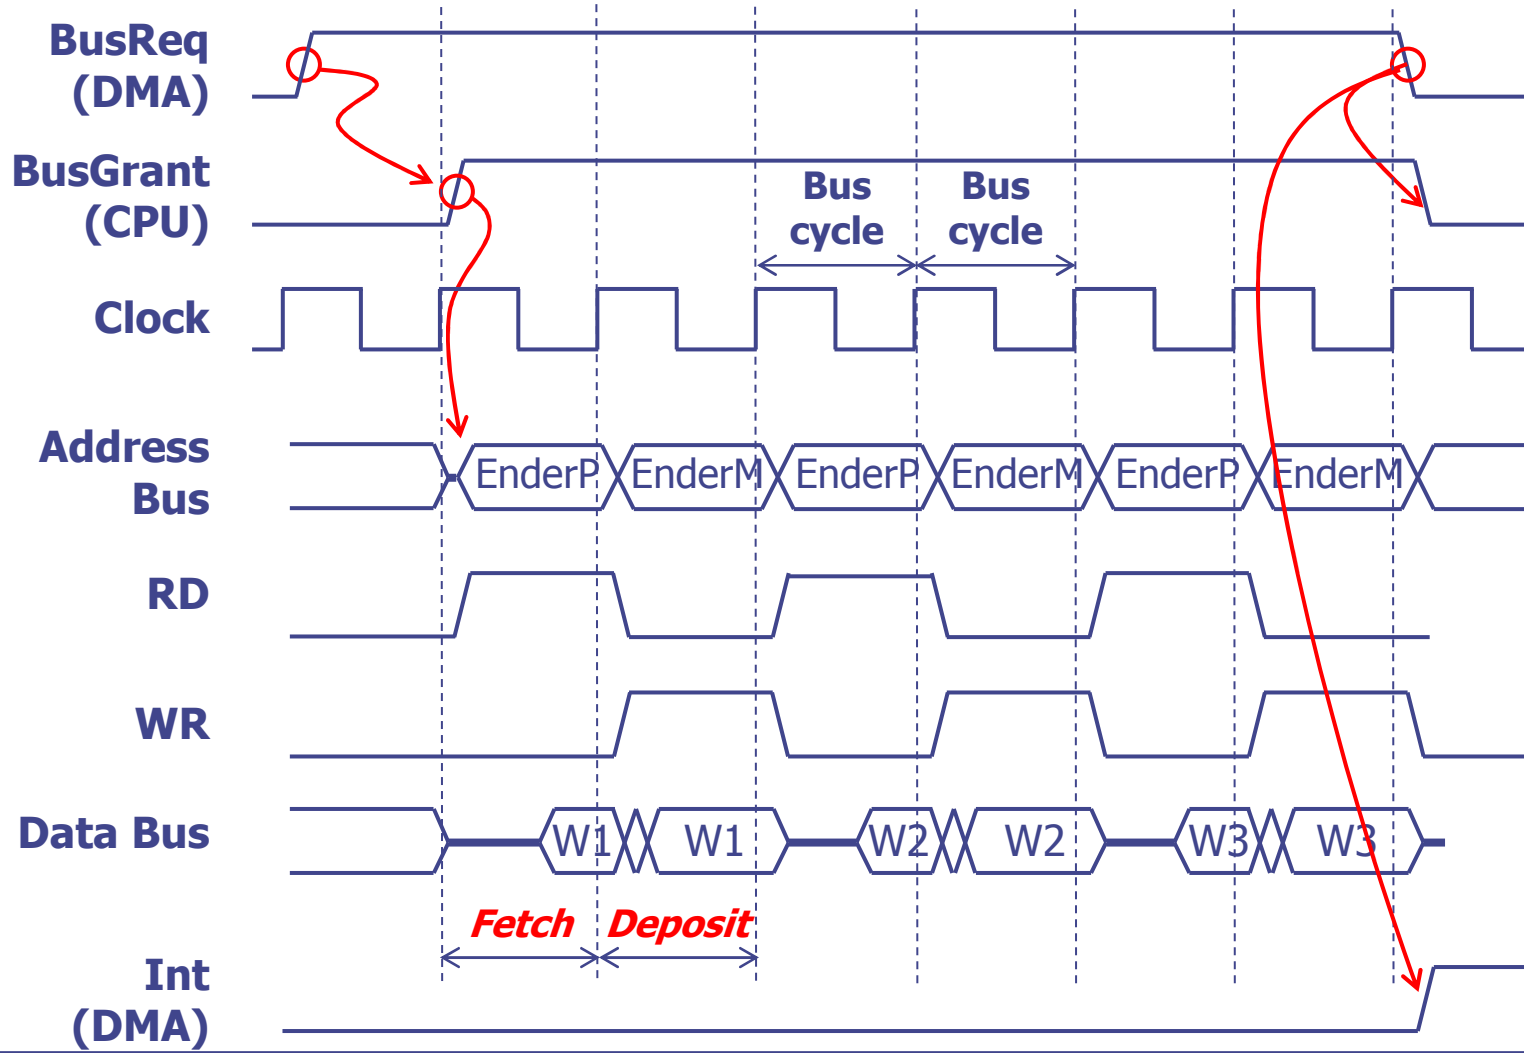 BusReq
(DMA)
BusGrant
(CPU)
Bus
cycle
Bus
cycle
Clock
Address
Bus
EnderP
EnderM
EnderP
EnderM
EnderP
EnderM
RD
WR
Data Bus
W1
W1
W2
W2
W3
W3
Fetch
Deposit
Int
(DMA)